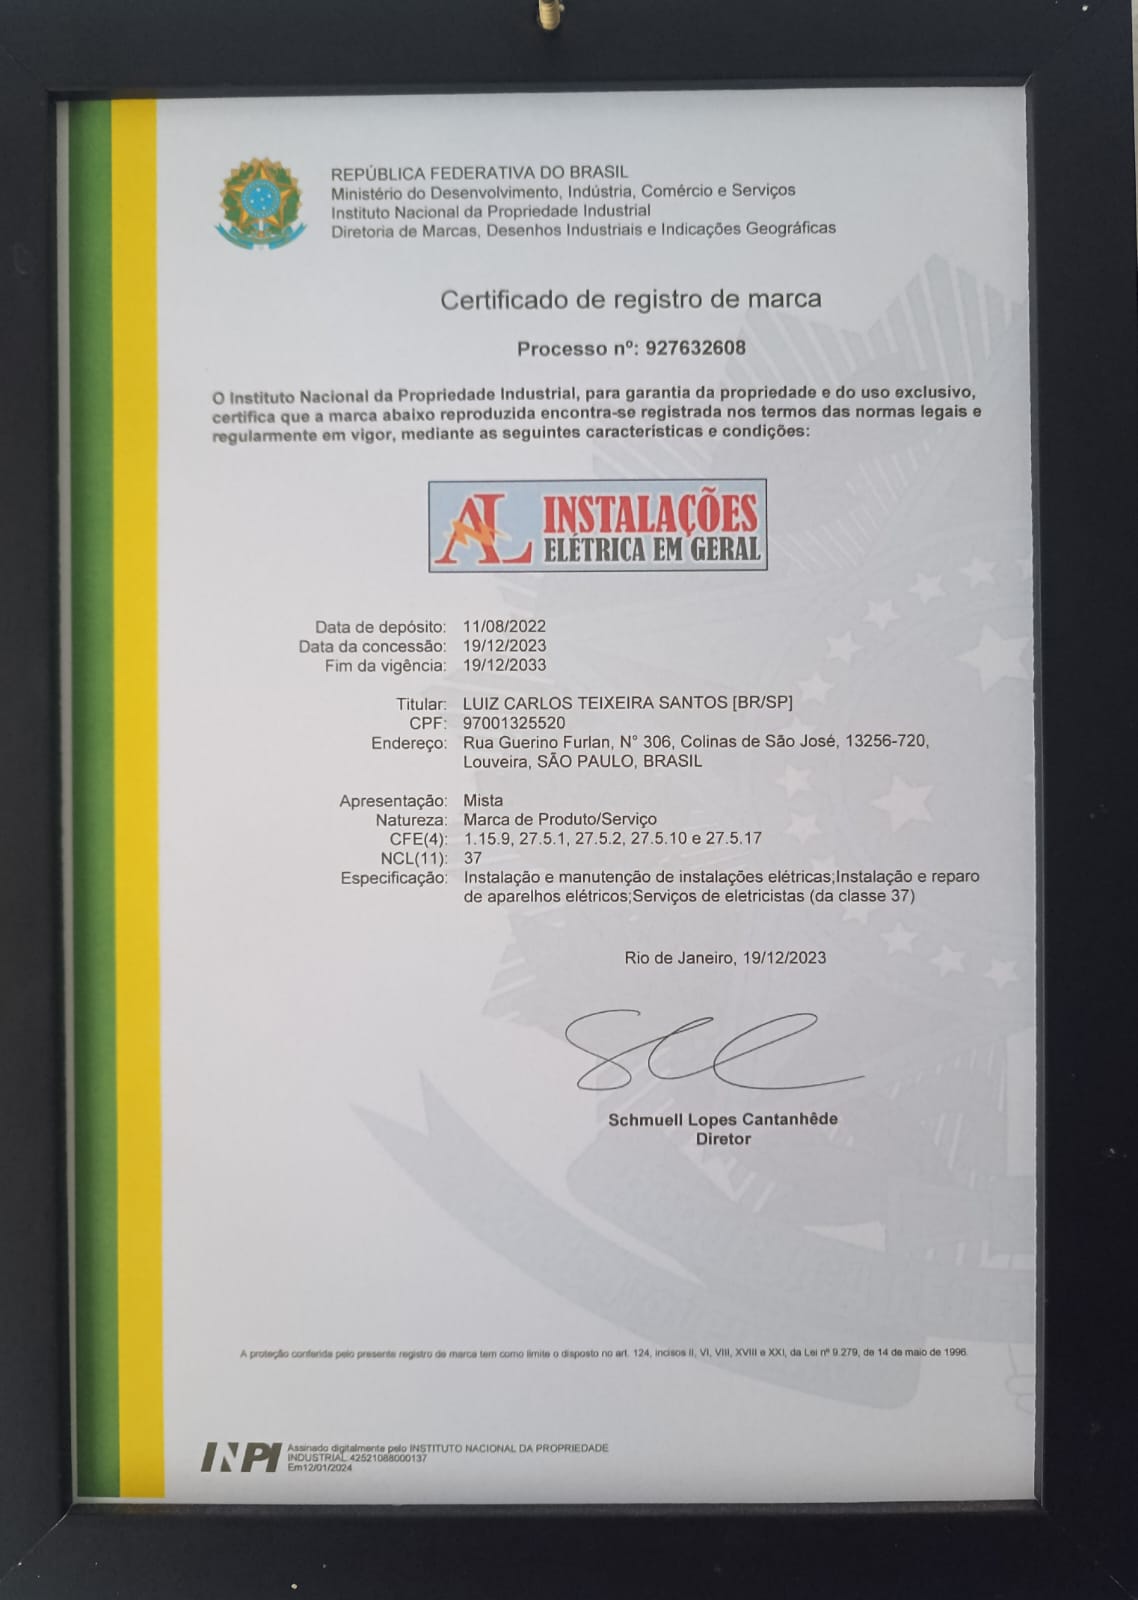 REPÚBLICA FEDERATIVA DO BRASIL
Ministério do Desenvolvimento, Indústria, Comércio e Serviços
Instituto Nacional da Propriedade Industrial
Diretoria de Marcas, Desenhos Industriais e Indicações Geográficas
Certificado de registro de marca
Processo nº: 927632608
O Instituto Nacional da Propriedade Industrial, para garantia da propriedade e do uso exclusivo,
certifica que a marca abaixo reproduzida encontra-se registrada nos termos das normas legais e
regularmente em vigor, mediante as seguintes características e condições:
AL INSTALAÇÕES
ELÉTRICA EM GERAL
Data de depósito: 11/08/2022
Data da concessão: 19/12/2023
Fim da vigência: 19/12/2033
Titular: LUIZ CARLOS TEIXEIRA SANTOS [BR/SP]
CPF: 97001325520
Endereço: Rua Guerino Furlan, N° 306, Colinas de São José, 13256-720,
Louveira, SÃO PAULO, BRASIL
Apresentação: Mista
Natureza: Marca de Produto/Serviço
CFE(4): 1.15.9, 27.5.1, 27.5.2, 27.5.10 e 27.5.17
NCL(11): 37
Especificação: Instalação e manutenção de instalações elétricas;Instalação e reparo
de aparelhos elétricos;Serviços de eletricistas (da classe 37)
Rio de Janeiro, 19/12/2023
Schmuell Lopes Cantanhêde
Diretor
A proteção conferida pelo presente registro de marca tem como limite o disposto no art. 124, incisos II, VI, VIII, XVIII e XXI, da Lei nº 9.279, de 14 de maio de 1996.
INPI Assinado digitalmente pelo INSTITUTO NACIONAL DA PROPRIEDADE
INDUSTRIAL:42521088000137
Em12/01/2024